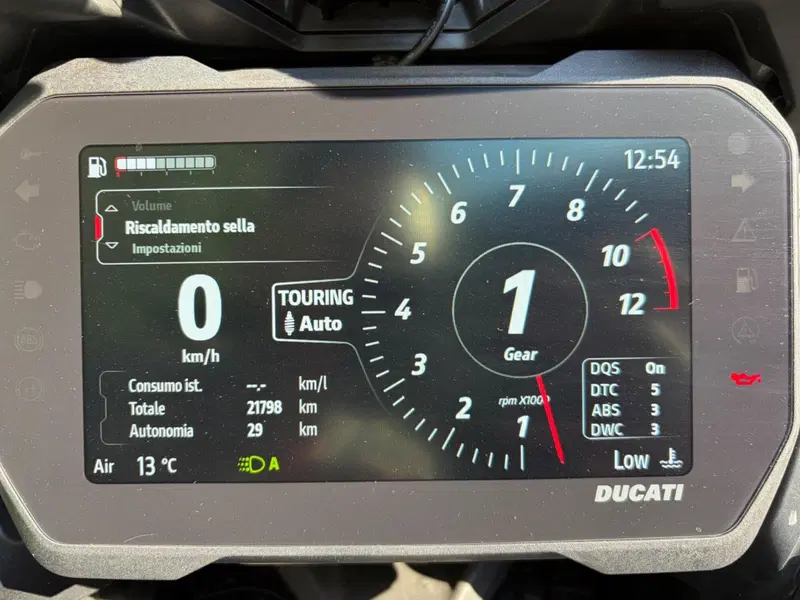 12:54
Volume
Riscaldamento sella
Impostazioni
0
km/h
TOURING
Auto
1
2
3
4
5
6
7
8
10
12
rpm X1000
1
Gear
Consumo ist. --.- km/l
Totale 21798 km
Autonomia 29 km
DQS On
DTC 5
ABS 3
DWC 3
Air 13 °C
A
Low
DUCATI
ABS